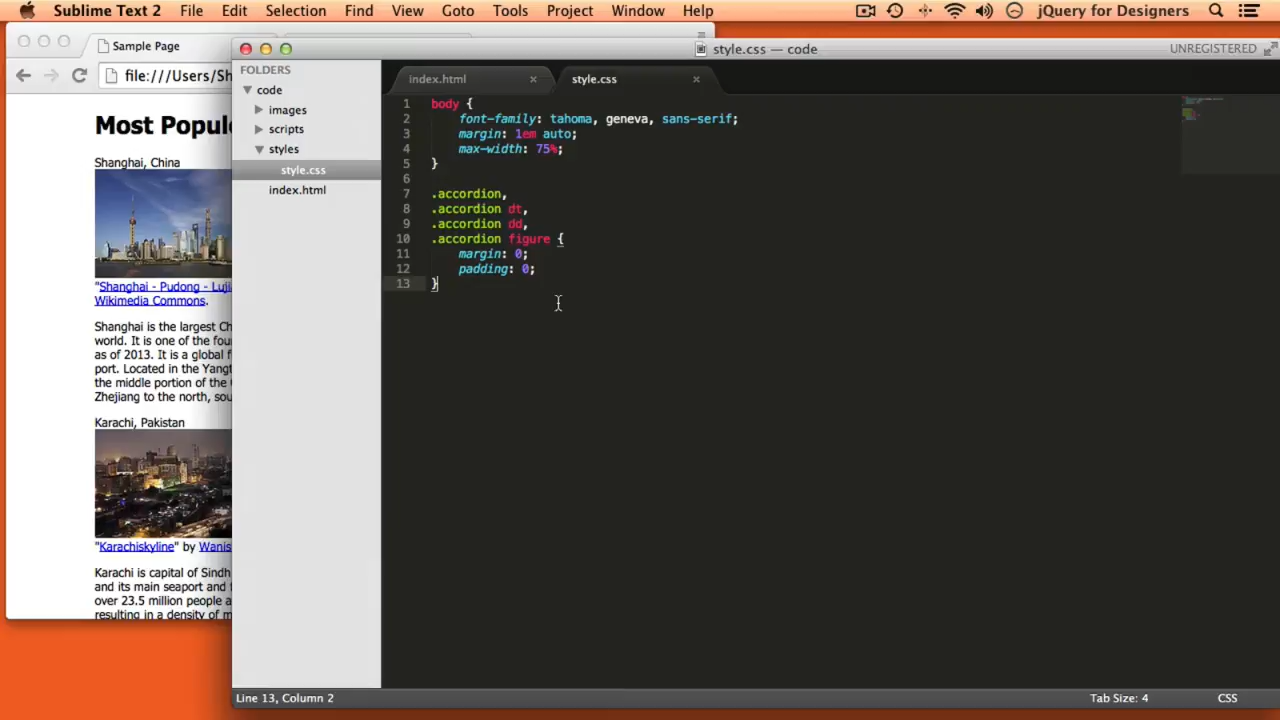 Sublime Text 2 File Edit Selection Find View Goto Tools Project Window Help jQuery for Designers
Sample Page
file:///Users/Sh
Most Popul
Shanghai, China
"Shanghai - Pudong - Luji
Wikimedia Commons.
Shanghai is the largest Ch
world. It is one of the fou
as of 2013. It is a global f
port. Located in the Yangt
the middle portion of the
Zhejiang to the north, sou
Karachi, Pakistan
"Karachiskyline" by Wanis
Karachi is capital of Sindh
and its main seaport and
over 23.5 million people a
resulting in a density of m
style.css — code
UNREGISTERED
FOLDERS
code
images
scripts
styles
style.css
index.html
index.html × style.css ×
1 body {
2 font-family: tahoma, geneva, sans-serif;
3 margin: 1em auto;
4 max-width: 75%;
5 }
6
7 .accordion,
8 .accordion dt,
9 .accordion dd,
10 .accordion figure {
11 margin: 0;
12 padding: 0;
13 }
Line 13, Column 2
Tab Size: 4
CSS